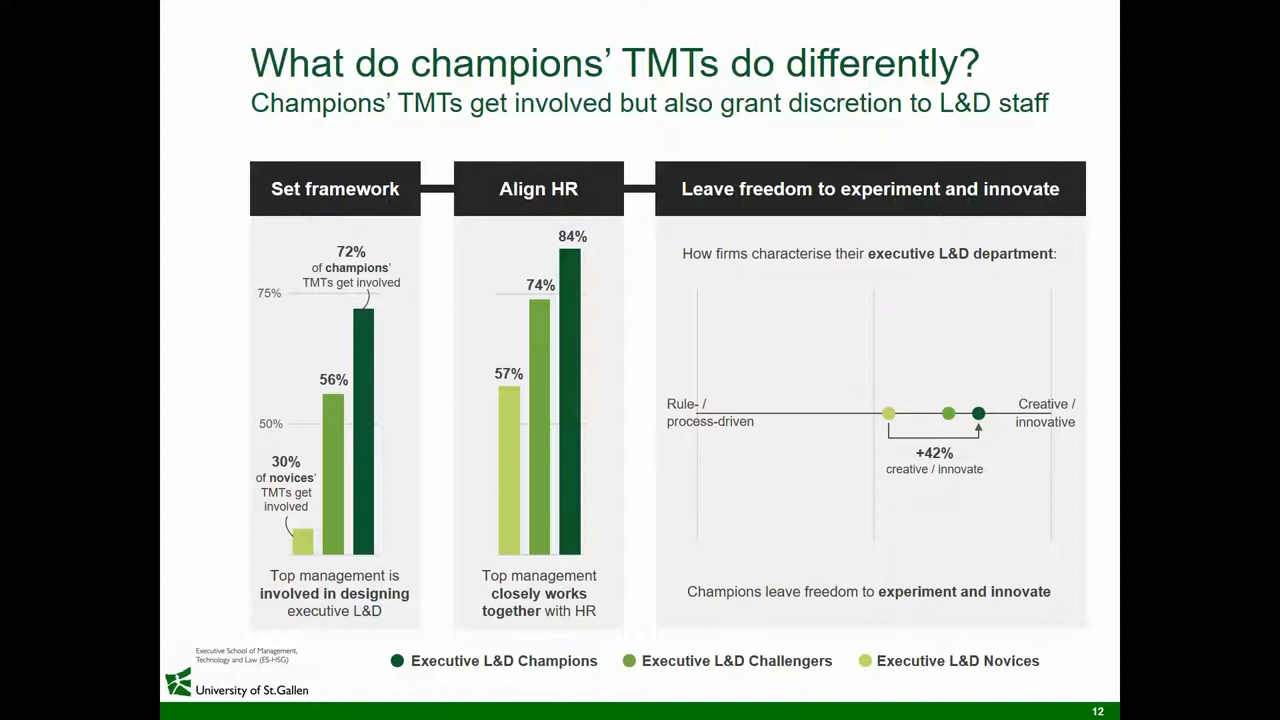 What do champions’ TMTs do differently?
Champions’ TMTs get involved but also grant discretion to L&D staff
Set framework
72%
of champions’
TMTs get involved
75%
56%
50%
30%
of novices’
TMTs get
involved
Top management is
involved in designing
executive L&D
Align HR
84%
74%
57%
Top management
closely works
together with HR
Leave freedom to experiment and innovate
How firms characterise their executive L&D department:
Rule- /
process-driven
Creative /
innovative
+42%
creative / innovate
Champions leave freedom to experiment and innovate
Executive L&D Champions
Executive L&D Challengers
Executive L&D Novices
Executive School of Management,
Technology and Law (ES-HSG)
University of St.Gallen
12